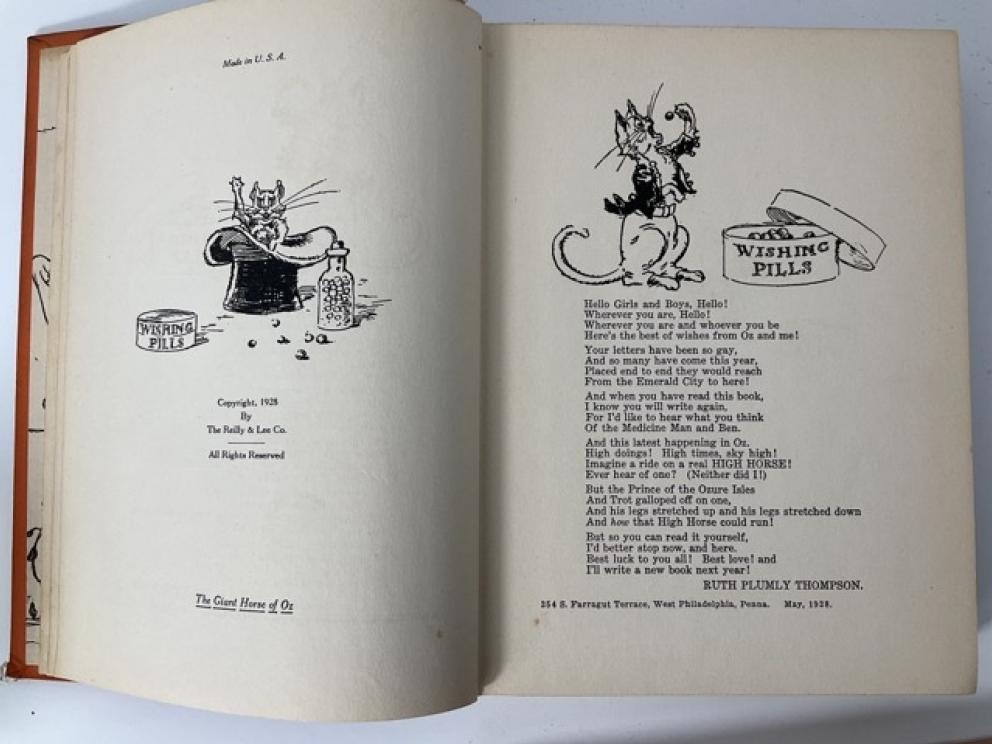 Made in U. S. A.
WISHING
PILLS
Copyright, 1928
By
The Reilly & Lee Co.
All Rights Reserved
The Giant Horse of Oz
WISHING
PILLS
Hello Girls and Boys, Hello!
Wherever you are, Hello!
Wherever you are and whoever you be
Here's the best of wishes from Oz and me!
Your letters have been so gay,
And so many have come this year,
Placed end to end they would reach
From the Emerald City to here!
And when you have read this book,
I know you will write again,
For I'd like to hear what you think
Of the Medicine Man and Ben.
And this latest happening in Oz.
High doings! High times, sky high!
Imagine a ride on a real HIGH HORSE!
Ever hear of one? (Neither did I!)
But the Prince of the Ozure Isles
And Trot galloped off on one,
And his legs stretched up and his legs stretched down
And how that High Horse could run!
But so you can read it yourself,
I'd better stop now, and here.
Best luck to you all! Best love! and
I'll write a new book next year!
RUTH PLUMLY THOMPSON.
254 S. Farragut Terrace, West Philadelphia, Penna. May, 1928.